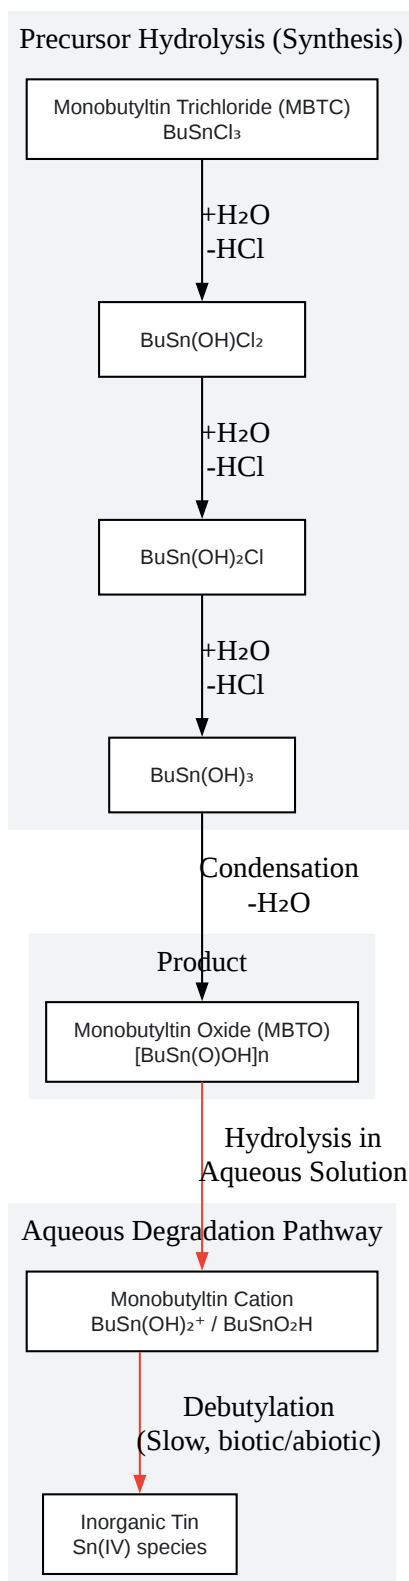 Precursor Hydrolysis (Synthesis)
Monobutyltin Trichloride (MBTC)
BuSnCl₃
+H₂O
-HCl
BuSn(OH)Cl₂
+H₂O
-HCl
BuSn(OH)₂Cl
+H₂O
-HCl
BuSn(OH)₃
Condensation
-H₂O
Product
Monobutyltin Oxide (MBTO)
[BuSn(O)OH]n
Hydrolysis in
Aqueous Solution
Aqueous Degradation Pathway
Monobutyltin Cation
BuSn(OH)₂⁺ / BuSnO₂H
Debutylation
(Slow, biotic/abiotic)
Inorganic Tin
Sn(IV) species